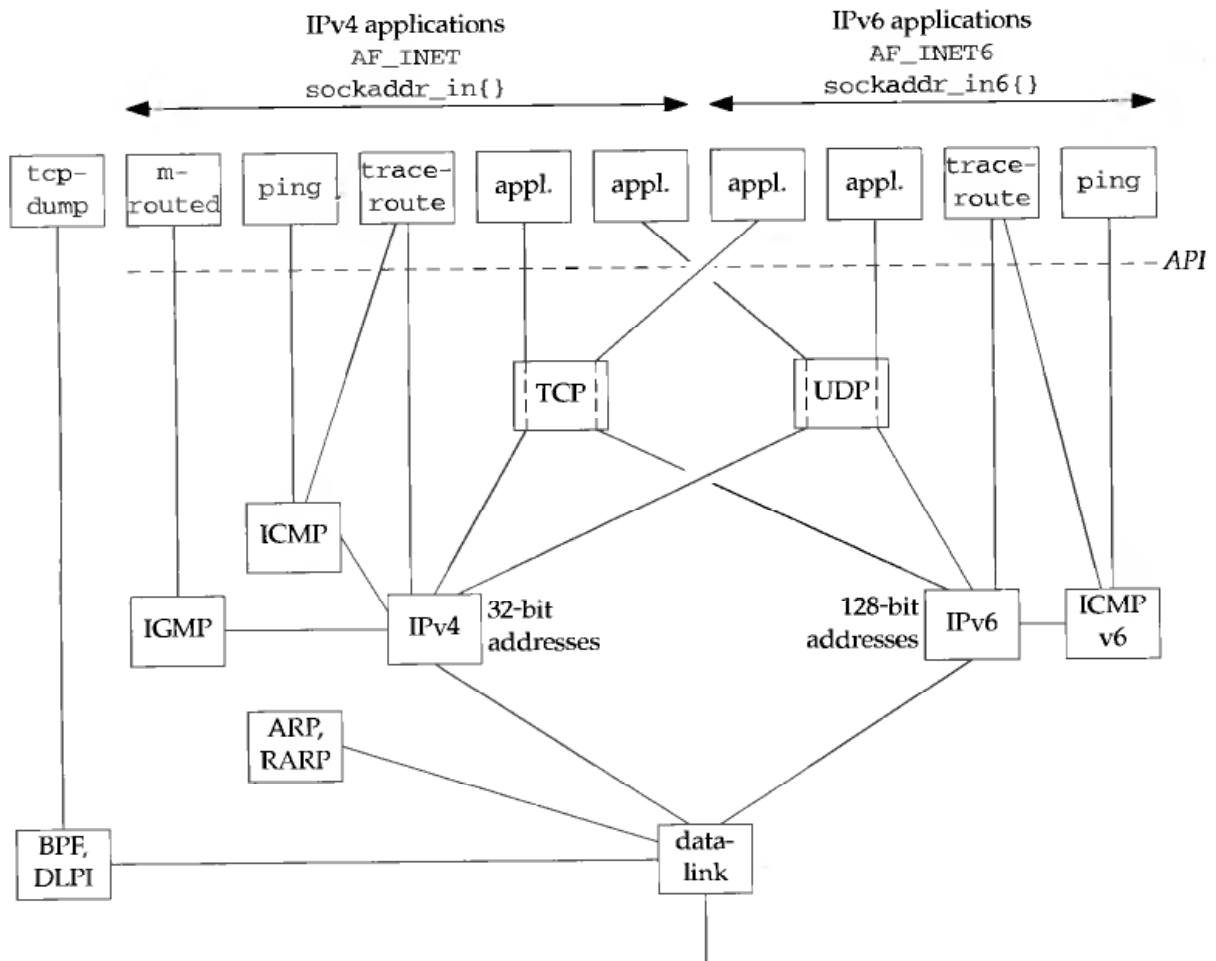 IPv4 applications
AF_INET
sockaddr_in{}
IPv6 applications
AF_INET6
sockaddr_in6{}
tcp-
dump
m-
routed
ping
trace-
route
appl.
appl.
appl.
appl.
trace-
route
ping
API
TCP
UDP
ICMP
IGMP
IPv4
32-bit
addresses
128-bit
addresses
IPv6
ICMP
v6
ARP,
RARP
BPF,
DLPI
data-
link